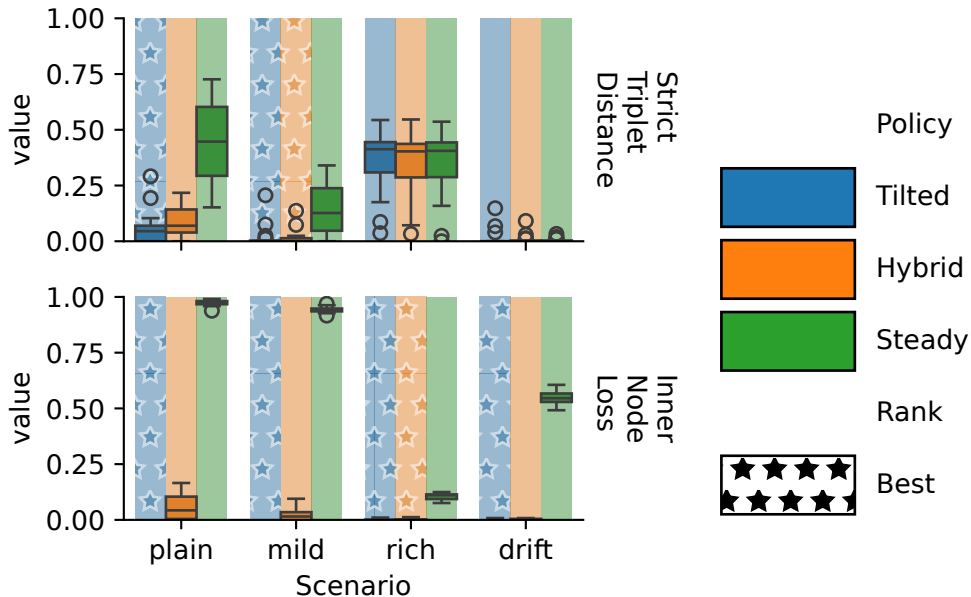 1.00
0.75
0.50
0.25
0.00
value
Strict
Triplet
Distance
1.00
0.75
0.50
0.25
0.00
value
Inner
Node
Loss
plain
mild
rich
drift
Scenario
Policy
Tilted
Hybrid
Steady
Rank
Best